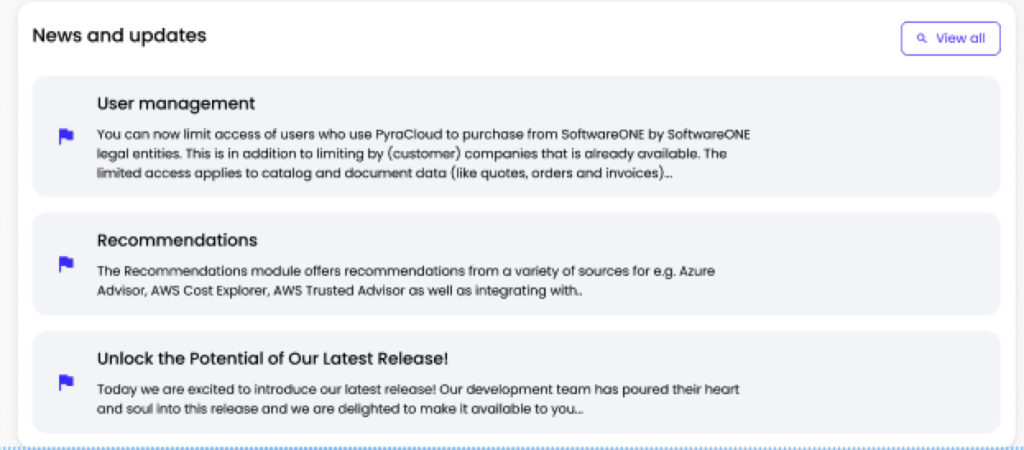 News and updates
View all
User management
You can now limit access of users who use PyraCloud to purchase from SoftwareONE by SoftwareONE
legal entities. This is in addition to limiting by (customer) companies that is already available. The
limited access applies to catalog and document data (like quotes, orders and invoices)...
Recommendations
The Recommendations module offers recommendations from a variety of sources for e.g. Azure
Advisor, AWS Cost Explorer, AWS Trusted Advisor as well as integrating with..
Unlock the Potential of Our Latest Release!
Today we are excited to introduce our latest release! Our development team has poured their heart
and soul into this release and we are delighted to make it available to you...